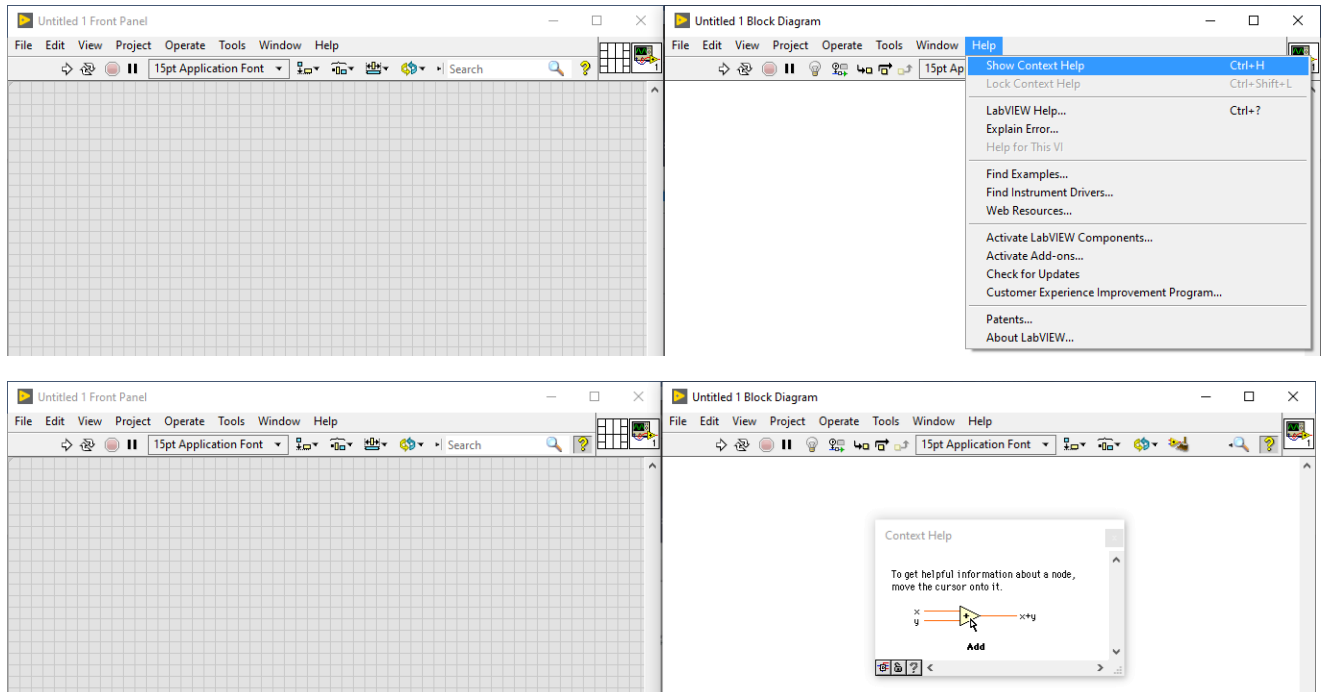 Untitled 1 Front Panel
File Edit View Project Operate Tools Window Help
15pt Application Font
Search
1
Untitled 1 Block Diagram
File Edit View Project Operate Tools Window Help
15pt Ap
1
Show Context Help Ctrl+H
Lock Context Help Ctrl+Shift+L
LabVIEW Help... Ctrl+?
Explain Error...
Help for This VI
Find Examples...
Find Instrument Drivers...
Web Resources...
Activate LabVIEW Components...
Activate Add-ons...
Check for Updates
Customer Experience Improvement Program...
Patents...
About LabVIEW...
Untitled 1 Front Panel
File Edit View Project Operate Tools Window Help
15pt Application Font
Search
1
Untitled 1 Block Diagram
File Edit View Project Operate Tools Window Help
15pt Application Font
1
Context Help
To get helpful information about a node,
move the cursor onto it.
x
y
x+y
Add